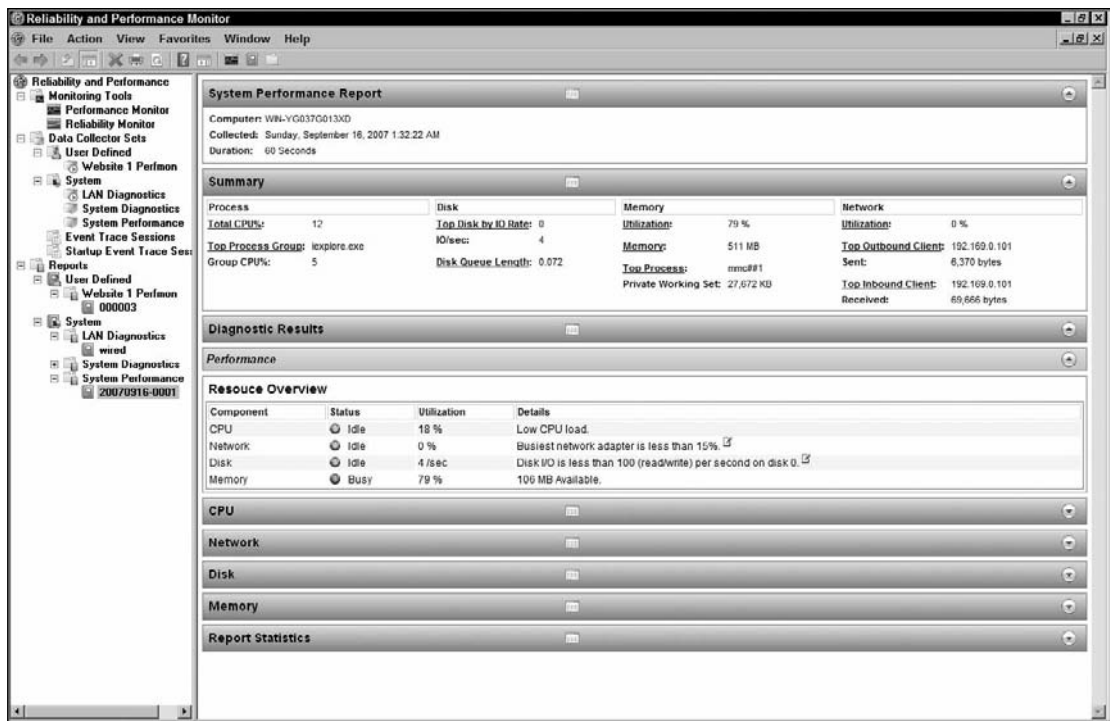 Reliability and Performance Monitor
File Action View Favorites Window Help
Reliability and Performance
Monitoring Tools
Performance Monitor
Reliability Monitor
Data Collector Sets
User Defined
Website 1 Perfmon
System
LAN Diagnostics
System Diagnostics
System Performance
Event Trace Sessions
Startup Event Trace Ses
Reports
User Defined
Website 1 Perfmon
000003
System
LAN Diagnostics
wired
System Diagnostics
System Performance
20070916-0001
System Performance Report
Computer: WIN-YG037G013XD
Collected: Sunday, September 16, 2007 1:32:22 AM
Duration: 60 Seconds
Summary
Process Disk Memory Network
Total CPU%: 12 Top Disk by IO Rate: 0 Utilization: 79 % Utilization: 0 %
Top Process Group: iexplore.exe IO/sec: 4 Memory: 511 MB Top Outbound Client: 192.169.0.101
Group CPU%: 5 Disk Queue Length: 0.072 Top Process: mmc##1 Sent: 6,370 bytes
Private Working Set: 27,672 KB Top Inbound Client: 192.169.0.101
Received: 69,666 bytes
Diagnostic Results
Performance
Resouce Overview
Component Status Utilization Details
CPU Idle 18 % Low CPU load.
Network Idle 0 % Busiest network adapter is less than 15%.
Disk Idle 4 /sec Disk I/O is less than 100 (read/write) per second on disk 0.
Memory Busy 79 % 106 MB Available.
CPU
Network
Disk
Memory
Report Statistics